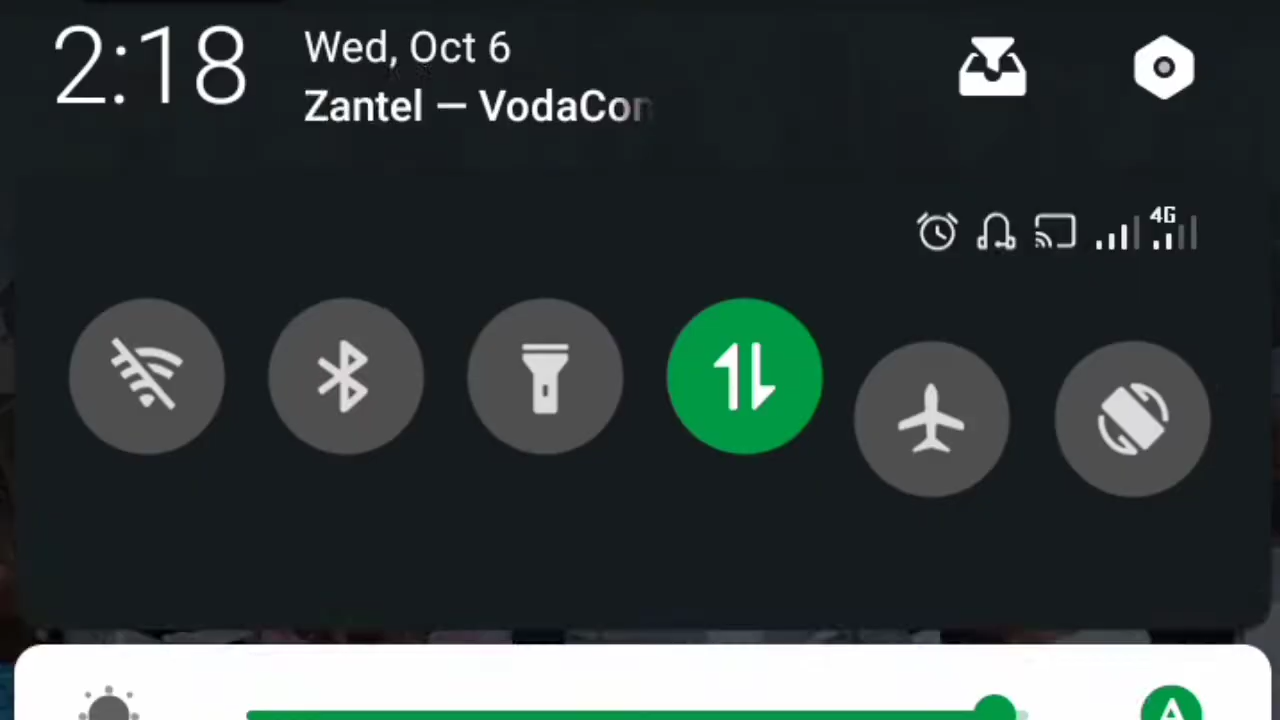 2:18
Wed, Oct 6
Zantel — VodaCon
4G
A